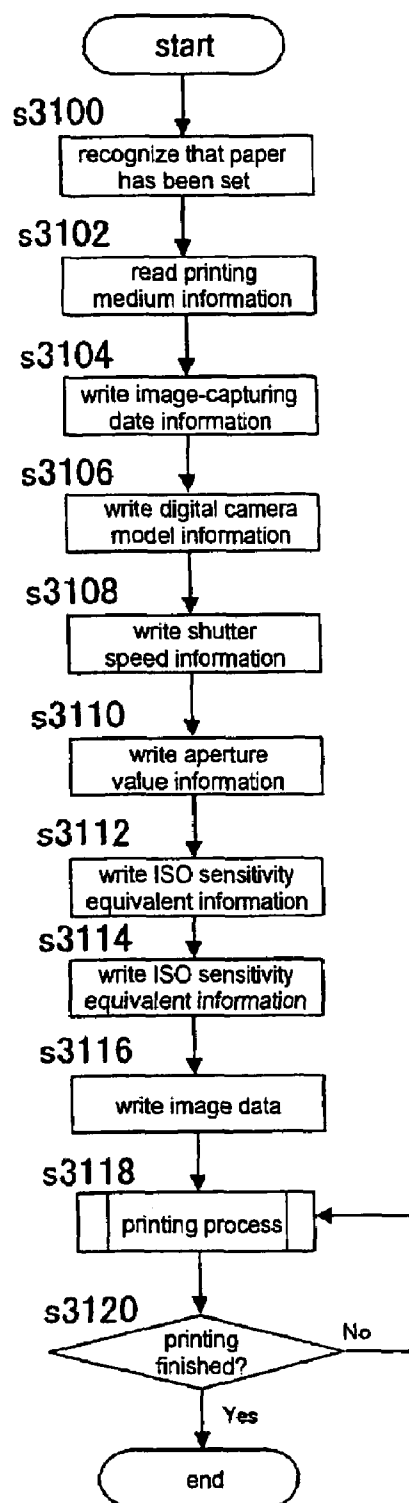 start
s3100
recognize that paper
has been set
s3102
read printing
medium information
s3104
write image-capturing
date information
s3106
write digital camera
model information
s3108
write shutter
speed information
s3110
write aperture
value information
s3112
write ISO sensitivity
equivalent information
s3114
write ISO sensitivity
equivalent information
s3116
write image data
s3118
printing process
s3120
printing
finished?
No
Yes
end